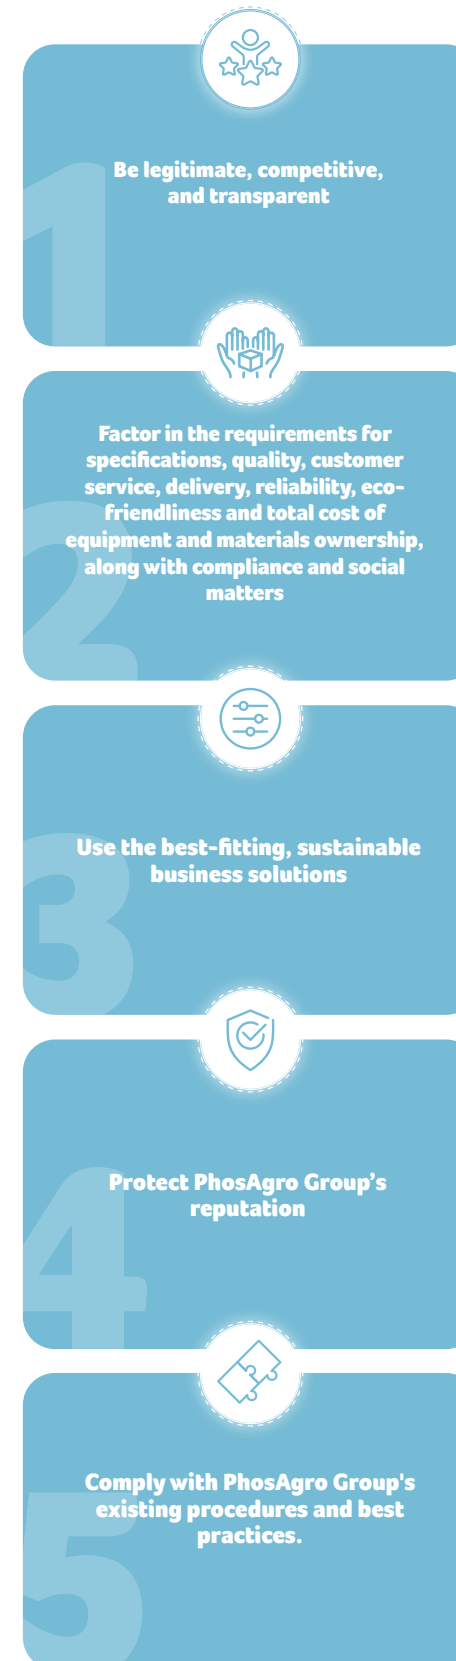 1
Be legitimate, competitive,
and transparent
2
Factor in the requirements for
specifications, quality, customer
service, delivery, reliability, eco-
friendliness and total cost of
equipment and materials ownership,
along with compliance and social
matters
3
Use the best-fitting, sustainable
business solutions
4
Protect PhosAgro Group’s
reputation
5
Comply with PhosAgro Group's
existing procedures and best
practices.